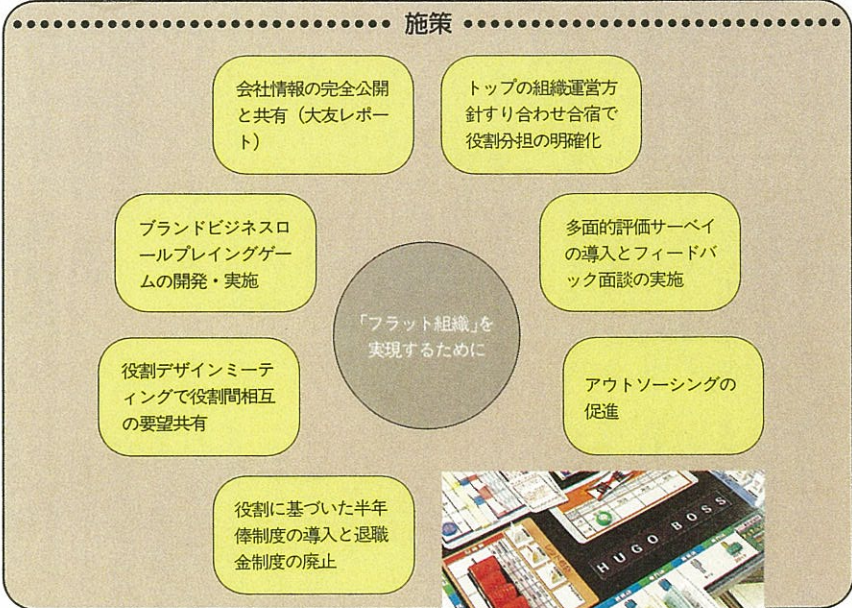 施策
会社情報の完全公開
と共有（大友レポー
ト）
トップの組織運営方
針すり合わせ合宿で
役割分担の明確化
ブランドビジネスロ
ールプレイングゲー
ムの開発・実施
多面的評価サーベイ
の導入とフィードバ
ック面談の実施
「フラット組織」を
実現するために
役割デザインミーテ
ィングで役割間相互
の要望共有
アウトソーシングの
促進
役割に基づいた半年
俸制度の導入と退職
金制度の廃止
HUGO BOSS